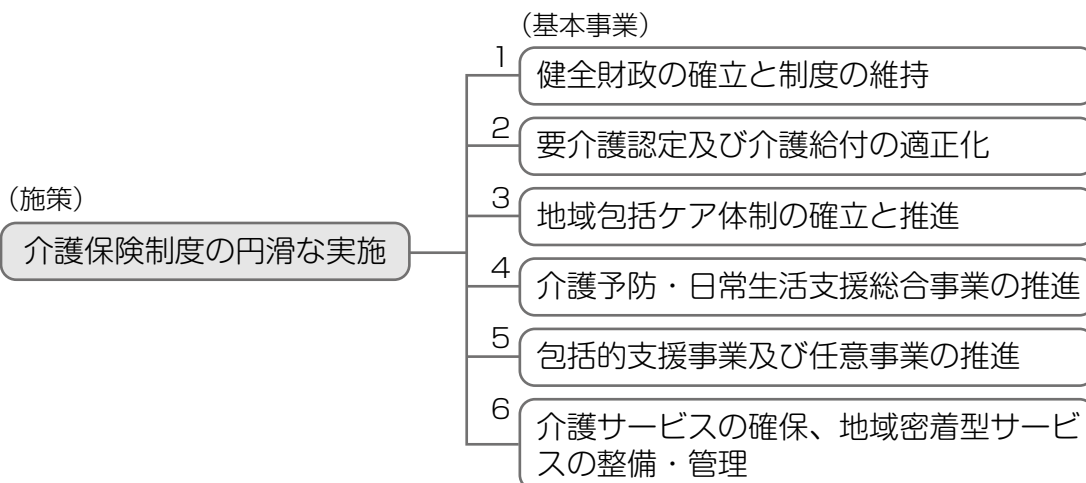 （基本事業）
1
健全財政の確立と制度の維持
2
要介護認定及び介護給付の適正化
（施策）
3
地域包括ケア体制の確立と推進
介護保険制度の円滑な実施
4
介護予防・日常生活支援総合事業の推進
5
包括的支援事業及び任意事業の推進
6
介護サービスの確保、地域密着型サービ
スの整備・管理